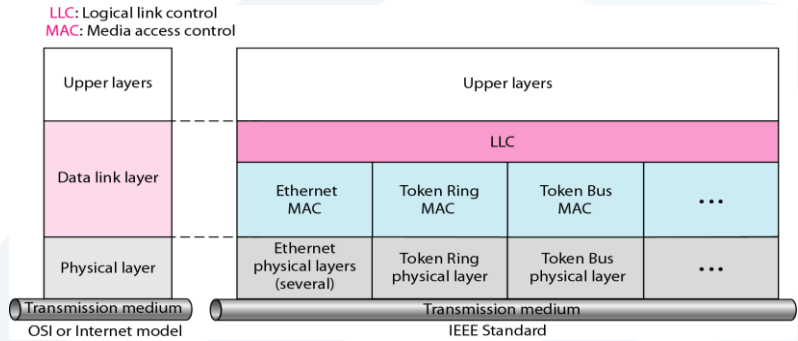 LLC: Logical link control
MAC: Media access control
Upper layers
Upper layers
Data link layer
LLC
Ethernet
MAC
Token Ring
MAC
Token Bus
MAC
...
Physical layer
Ethernet
physical layers
(several)
Token Ring
physical layer
Token Bus
physical layer
...
Transmission medium
Transmission medium
OSI or Internet model
IEEE Standard